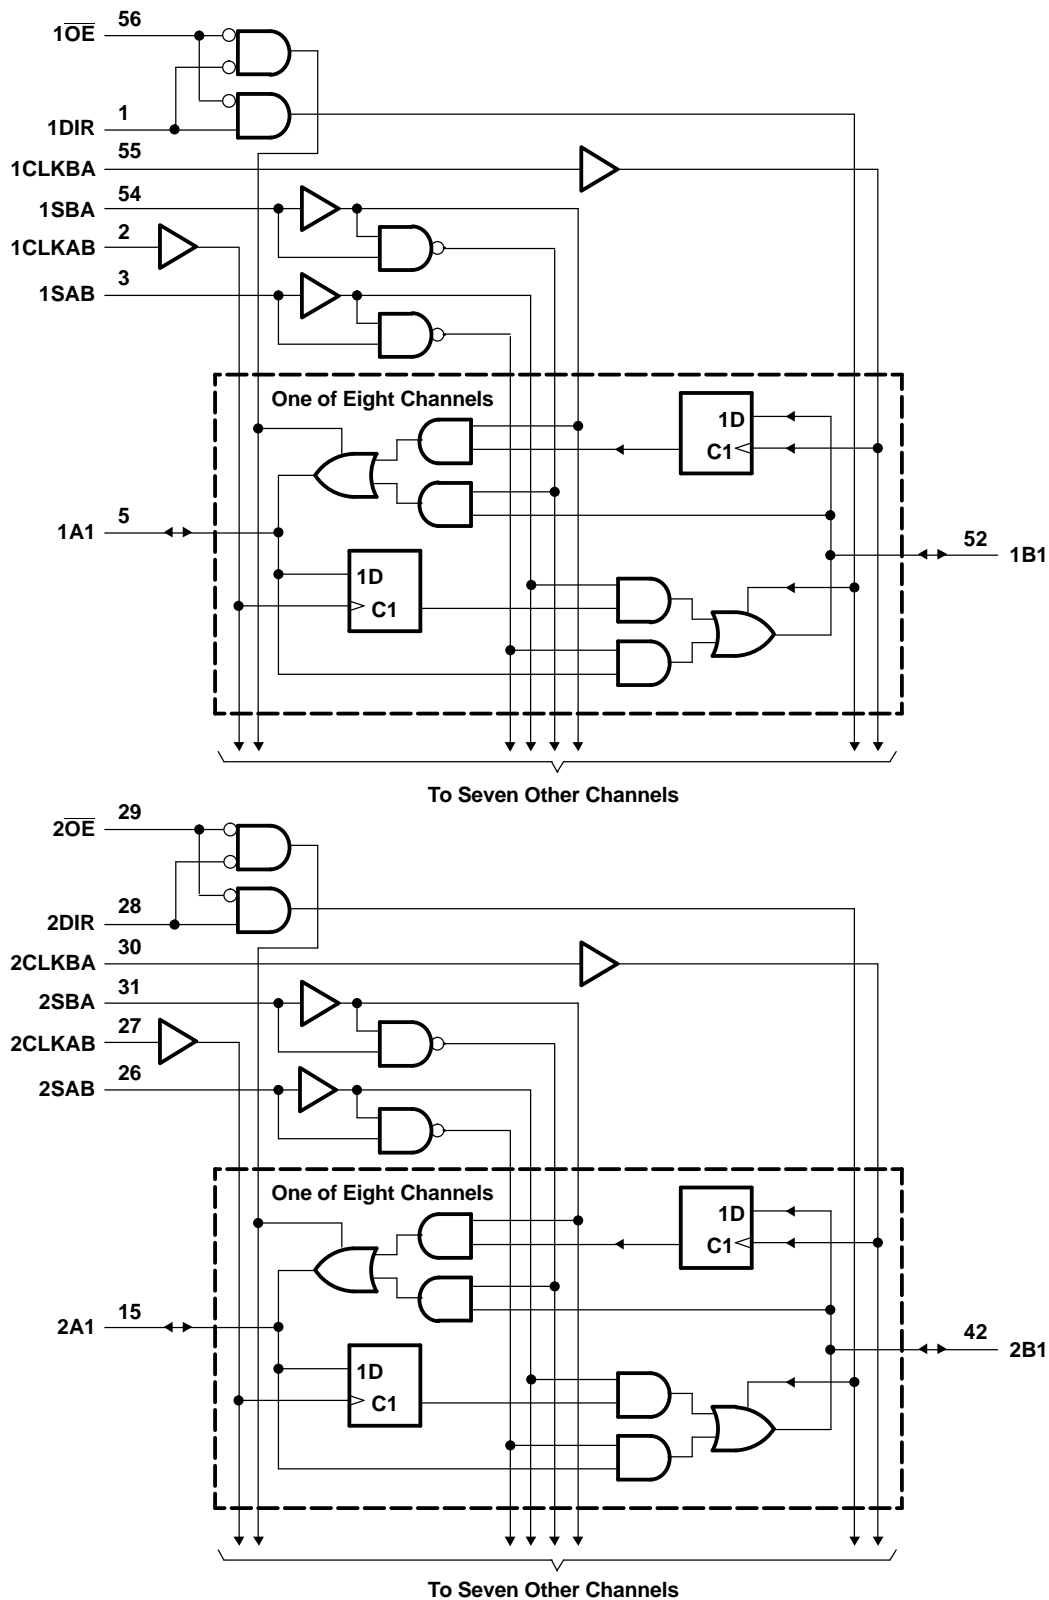 56
1O̅E̅
1
1DIR
55
1CLKBA
54
1SBA
2
1CLKAB
3
1SAB
One of Eight Channels
1D
C1
5
1A1
52
1B1
1D
C1
To Seven Other Channels
29
2O̅E̅
28
2DIR
30
2CLKBA
31
2SBA
27
2CLKAB
26
2SAB
One of Eight Channels
1D
C1
15
2A1
42
2B1
1D
C1
To Seven Other Channels